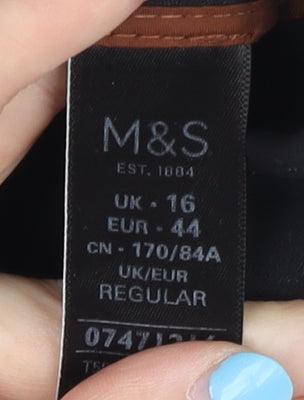 M&S
EST. 1884
UK - 16
EUR - 44
CN - 170/84A
UK/EUR
REGULAR